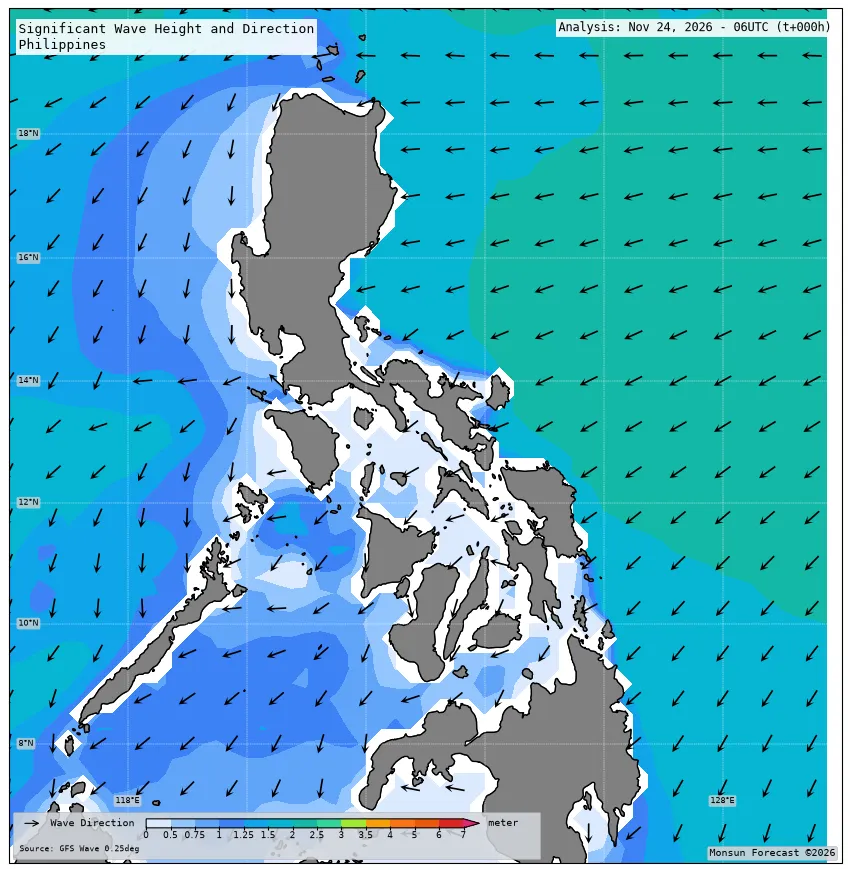 Significant Wave Height and Direction
Philippines
Analysis: Nov 24, 2026 - 06UTC (t+000h)
18°N
16°N
14°N
12°N
10°N
8°N
118°E
128°E
Wave Direction
meter
0 0.5 0.75 1 1.25 1.5 2 2.5 3 3.5 4 5 6 7
Source: GFS Wave 0.25deg
Monsun Forecast ©2026